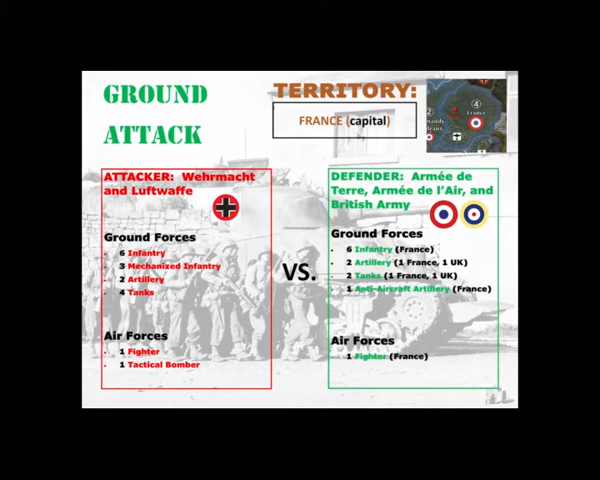 GROUND
ATTACK
TERRITORY:
FRANCE (capital)
④
France
②
ATTACKER: Wehrmacht
and Luftwaffe
Ground Forces
6 Infantry
3 Mechanized Infantry
2 Artillery
4 Tanks
Air Forces
1 Fighter
1 Tactical Bomber
VS.
DEFENDER: Armée de
Terre, Armée de l'Air, and
British Army
Ground Forces
6 Infantry (France)
2 Artillery (1 France, 1 UK)
2 Tanks (1 France, 1 UK)
1 Anti-Aircraft Artillery (France)
Air Forces
1 Fighter (France)